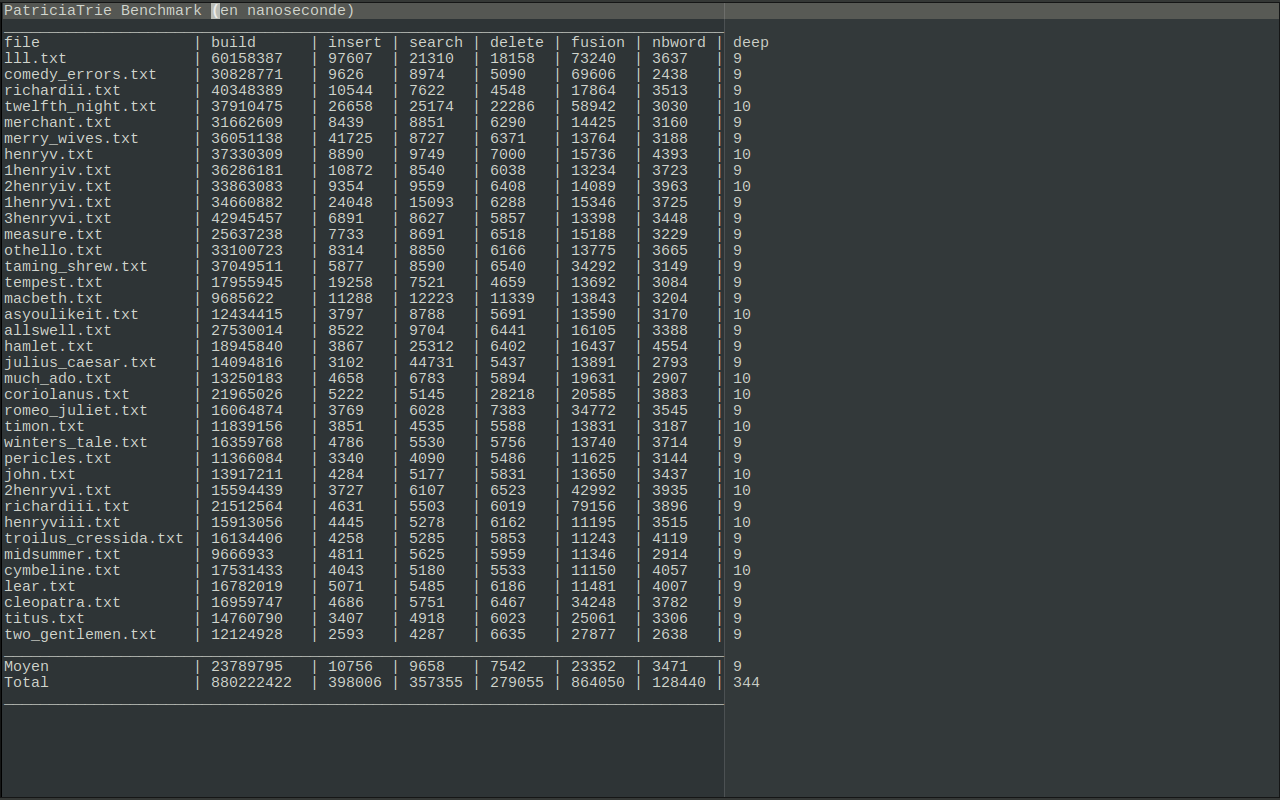 PatriciaTrie Benchmark (en nanoseconde)
file | build | insert | search | delete | fusion | nbword | deep
lll.txt | 60158387 | 97607 | 21310 | 18158 | 73240 | 3637 | 9
comedy_errors.txt | 30828771 | 9626 | 8974 | 5090 | 69606 | 2438 | 9
richardii.txt | 40348389 | 10544 | 7622 | 4548 | 17864 | 3513 | 9
twelfth_night.txt | 37910475 | 26658 | 25174 | 22286 | 58942 | 3030 | 10
merchant.txt | 31662609 | 8439 | 8851 | 6290 | 14425 | 3160 | 9
merry_wives.txt | 36051138 | 41725 | 8727 | 6371 | 13764 | 3188 | 9
henryv.txt | 37330309 | 8890 | 9749 | 7000 | 15736 | 4393 | 10
1henryiv.txt | 36286181 | 10872 | 8540 | 6038 | 13234 | 3723 | 9
2henryiv.txt | 33863083 | 9354 | 9559 | 6408 | 14089 | 3963 | 10
1henryvi.txt | 34660882 | 24048 | 15093 | 6288 | 15346 | 3725 | 9
3henryvi.txt | 42945457 | 6891 | 8627 | 5857 | 13398 | 3448 | 9
measure.txt | 25637238 | 7733 | 8691 | 6518 | 15188 | 3229 | 9
othello.txt | 33100723 | 8314 | 8850 | 6166 | 13775 | 3665 | 9
taming_shrew.txt | 37049511 | 5877 | 8590 | 6540 | 34292 | 3149 | 9
tempest.txt | 17955945 | 19258 | 7521 | 4659 | 13692 | 3084 | 9
macbeth.txt | 9685622 | 11288 | 12223 | 11339 | 13843 | 3204 | 9
asyoulikeit.txt | 12434415 | 3797 | 8788 | 5691 | 13590 | 3170 | 10
allswell.txt | 27530014 | 8522 | 9704 | 6441 | 16105 | 3388 | 9
hamlet.txt | 18945840 | 3867 | 25312 | 6402 | 16437 | 4554 | 9
julius_caesar.txt | 14094816 | 3102 | 44731 | 5437 | 13891 | 2793 | 9
much_ado.txt | 13250183 | 4658 | 6783 | 5894 | 19631 | 2907 | 10
coriolanus.txt | 21965026 | 5222 | 5145 | 28218 | 20585 | 3883 | 10
romeo_juliet.txt | 16064874 | 3769 | 6028 | 7383 | 34772 | 3545 | 9
timon.txt | 11839156 | 3851 | 4535 | 5588 | 13831 | 3187 | 10
winters_tale.txt | 16359768 | 4786 | 5530 | 5756 | 13740 | 3714 | 9
pericles.txt | 11366084 | 3340 | 4090 | 5486 | 11625 | 3144 | 9
john.txt | 13917211 | 4284 | 5177 | 5831 | 13650 | 3437 | 10
2henryvi.txt | 15594439 | 3727 | 6107 | 6523 | 42992 | 3935 | 10
richardiii.txt | 21512564 | 4631 | 5503 | 6019 | 79156 | 3896 | 9
henryviii.txt | 15913056 | 4445 | 5278 | 6162 | 11195 | 3515 | 10
troilus_cressida.txt | 16134406 | 4258 | 5285 | 5853 | 11243 | 4119 | 9
midsummer.txt | 9666933 | 4811 | 5625 | 5959 | 11346 | 2914 | 9
cymbeline.txt | 17531433 | 4043 | 5180 | 5533 | 11150 | 4057 | 10
lear.txt | 16782019 | 5071 | 5485 | 6186 | 11481 | 4007 | 9
cleopatra.txt | 16959747 | 4686 | 5751 | 6467 | 34248 | 3782 | 9
titus.txt | 14760790 | 3407 | 4918 | 6023 | 25061 | 3306 | 9
two_gentlemen.txt | 12124928 | 2593 | 4287 | 6635 | 27877 | 2638 | 9
Moyen | 23789795 | 10756 | 9658 | 7542 | 23352 | 3471 | 9
Total | 880222422 | 398006 | 357355 | 279055 | 864050 | 128440 | 344